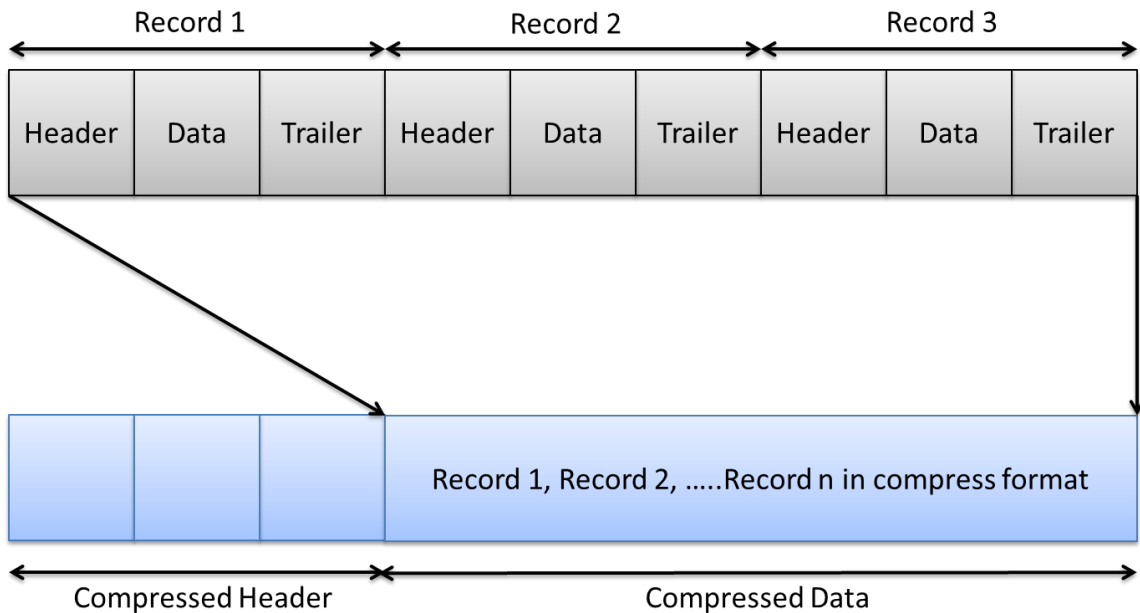 Record 1
Record 2
Record 3
Header
Data
Trailer
Header
Data
Trailer
Header
Data
Trailer
Record 1, Record 2, .....Record n in compress format
Compressed Header
Compressed Data